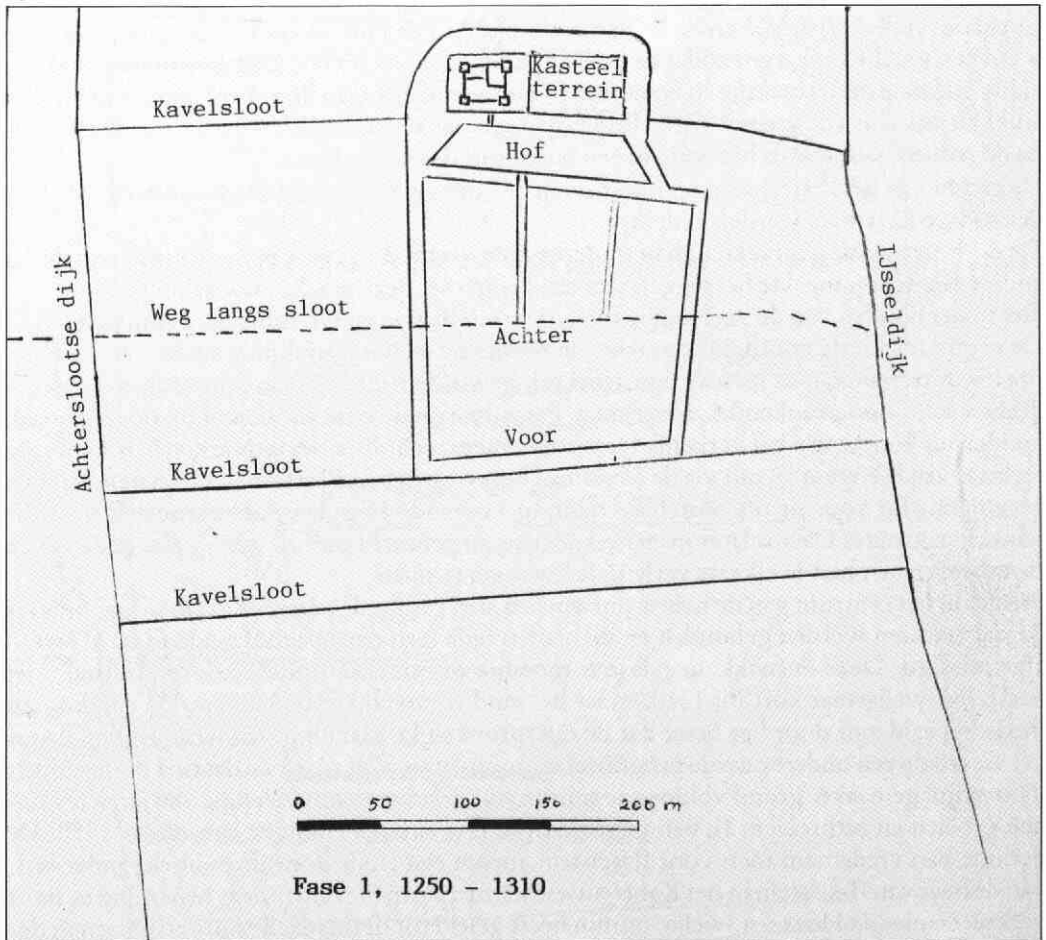 Kasteel
terrein
Kavelsloot
Hof
Achterslootse dijk
IJsseldijk
Weg langs sloot
Achter
Voor
Kavelsloot
Kavelsloot
0 50 100 150 200 m
Fase 1, 1250 - 1310